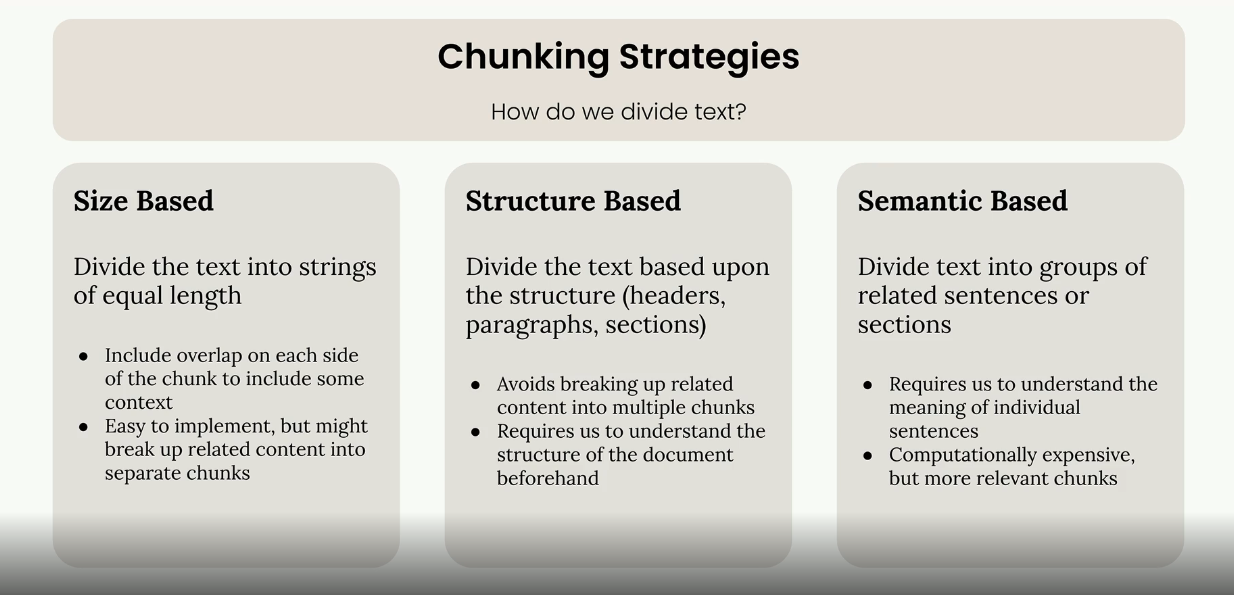 Chunking Strategies
How do we divide text?
Size Based
Divide the text into strings
of equal length
● Include overlap on each side
of the chunk to include some
context
● Easy to implement, but might
break up related content into
separate chunks
Structure Based
Divide the text based upon
the structure (headers,
paragraphs, sections)
● Avoids breaking up related
content into multiple chunks
● Requires us to understand the
structure of the document
beforehand
Semantic Based
Divide text into groups of
related sentences or
sections
● Requires us to understand the
meaning of individual
sentences
● Computationally expensive,
but more relevant chunks